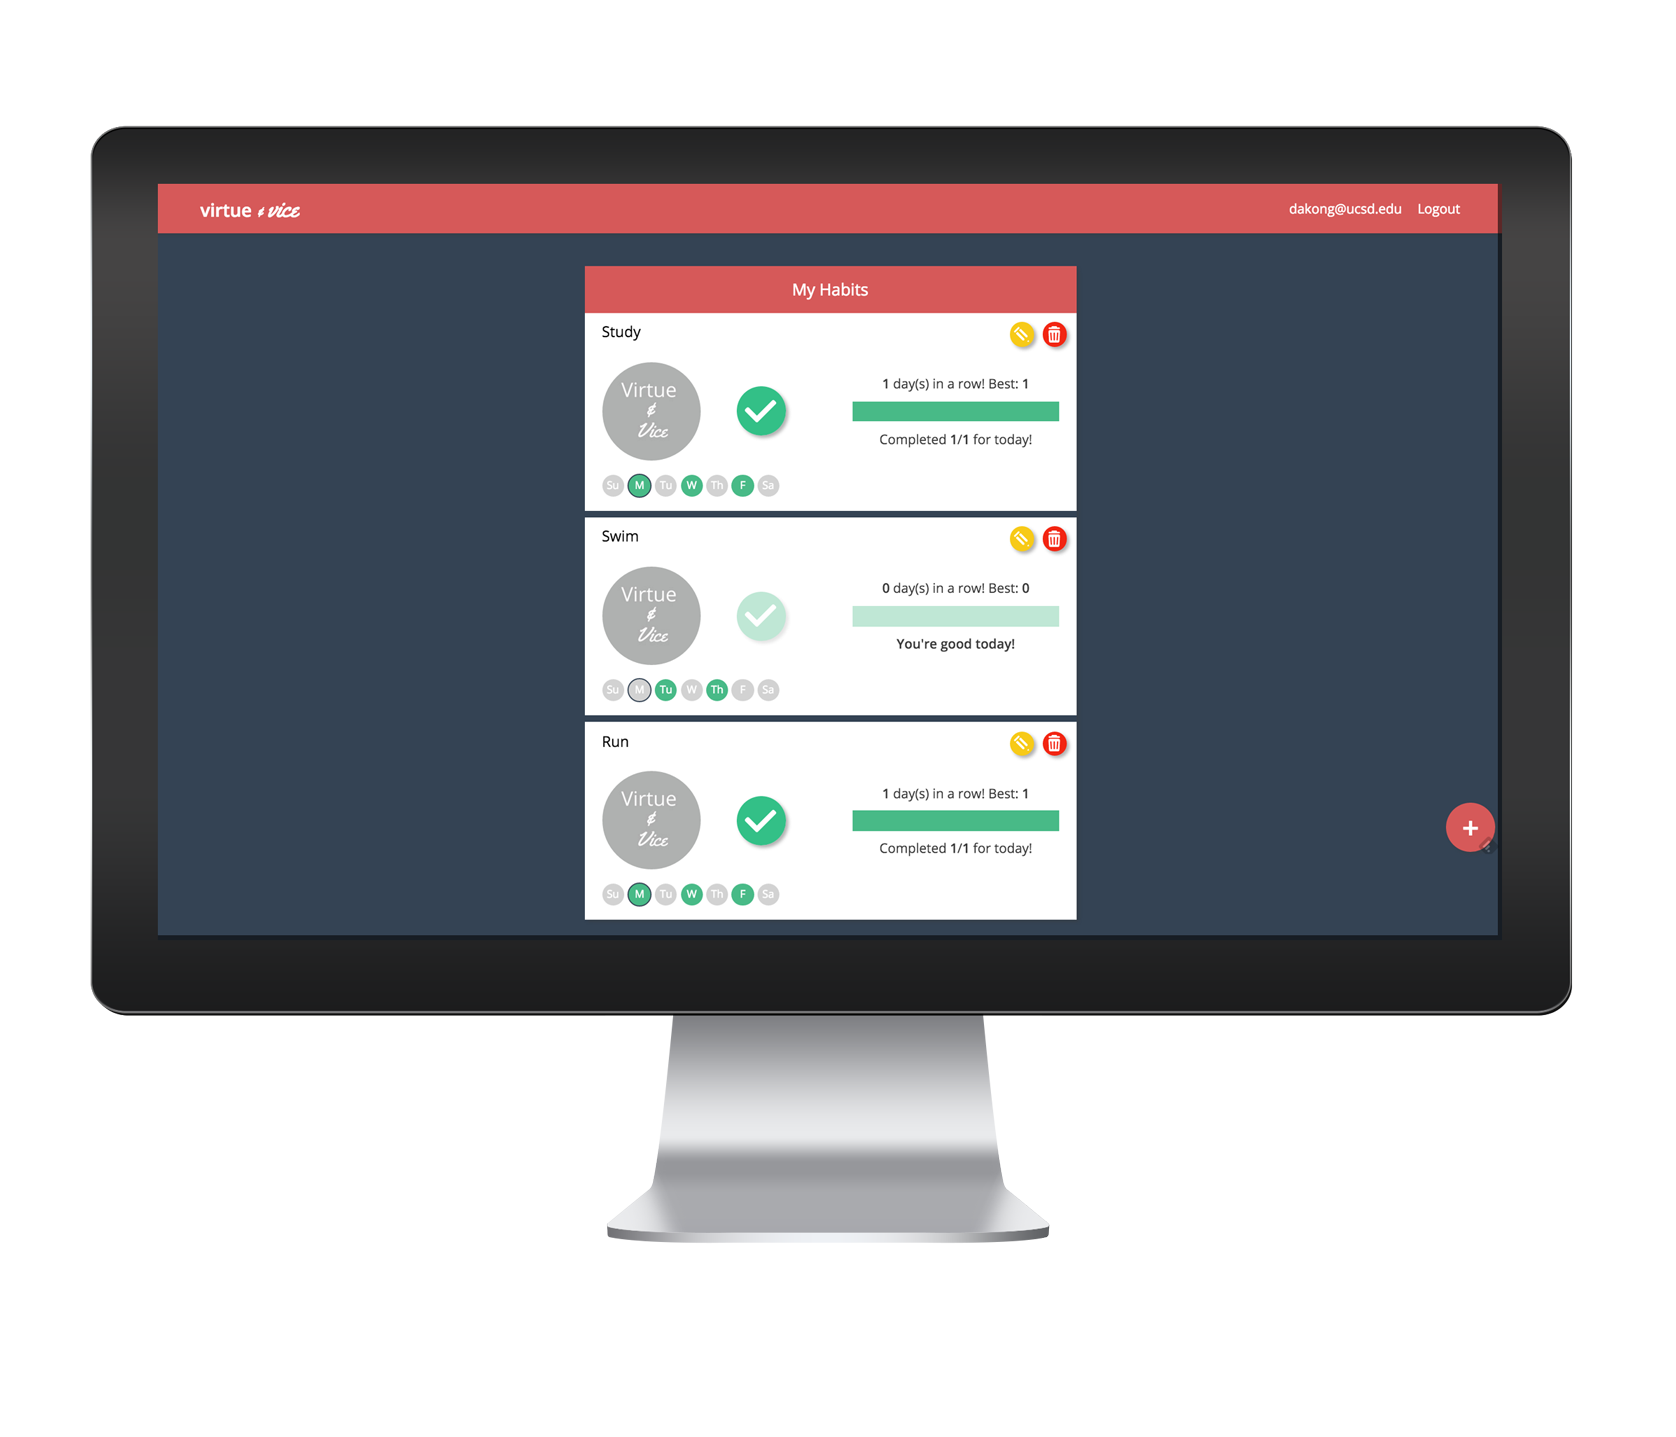 virtue & vice
dakong@ucsd.edu Logout
My Habits
Study
Virtue
&
Vice
1 day(s) in a row! Best: 1
Completed 1/1 for today!
Su M Tu W Th F Sa
Swim
Virtue
&
Vice
0 day(s) in a row! Best: 0
You're good today!
Su M Tu W Th F Sa
Run
Virtue
&
Vice
1 day(s) in a row! Best: 1
Completed 1/1 for today!
Su M Tu W Th F Sa
+